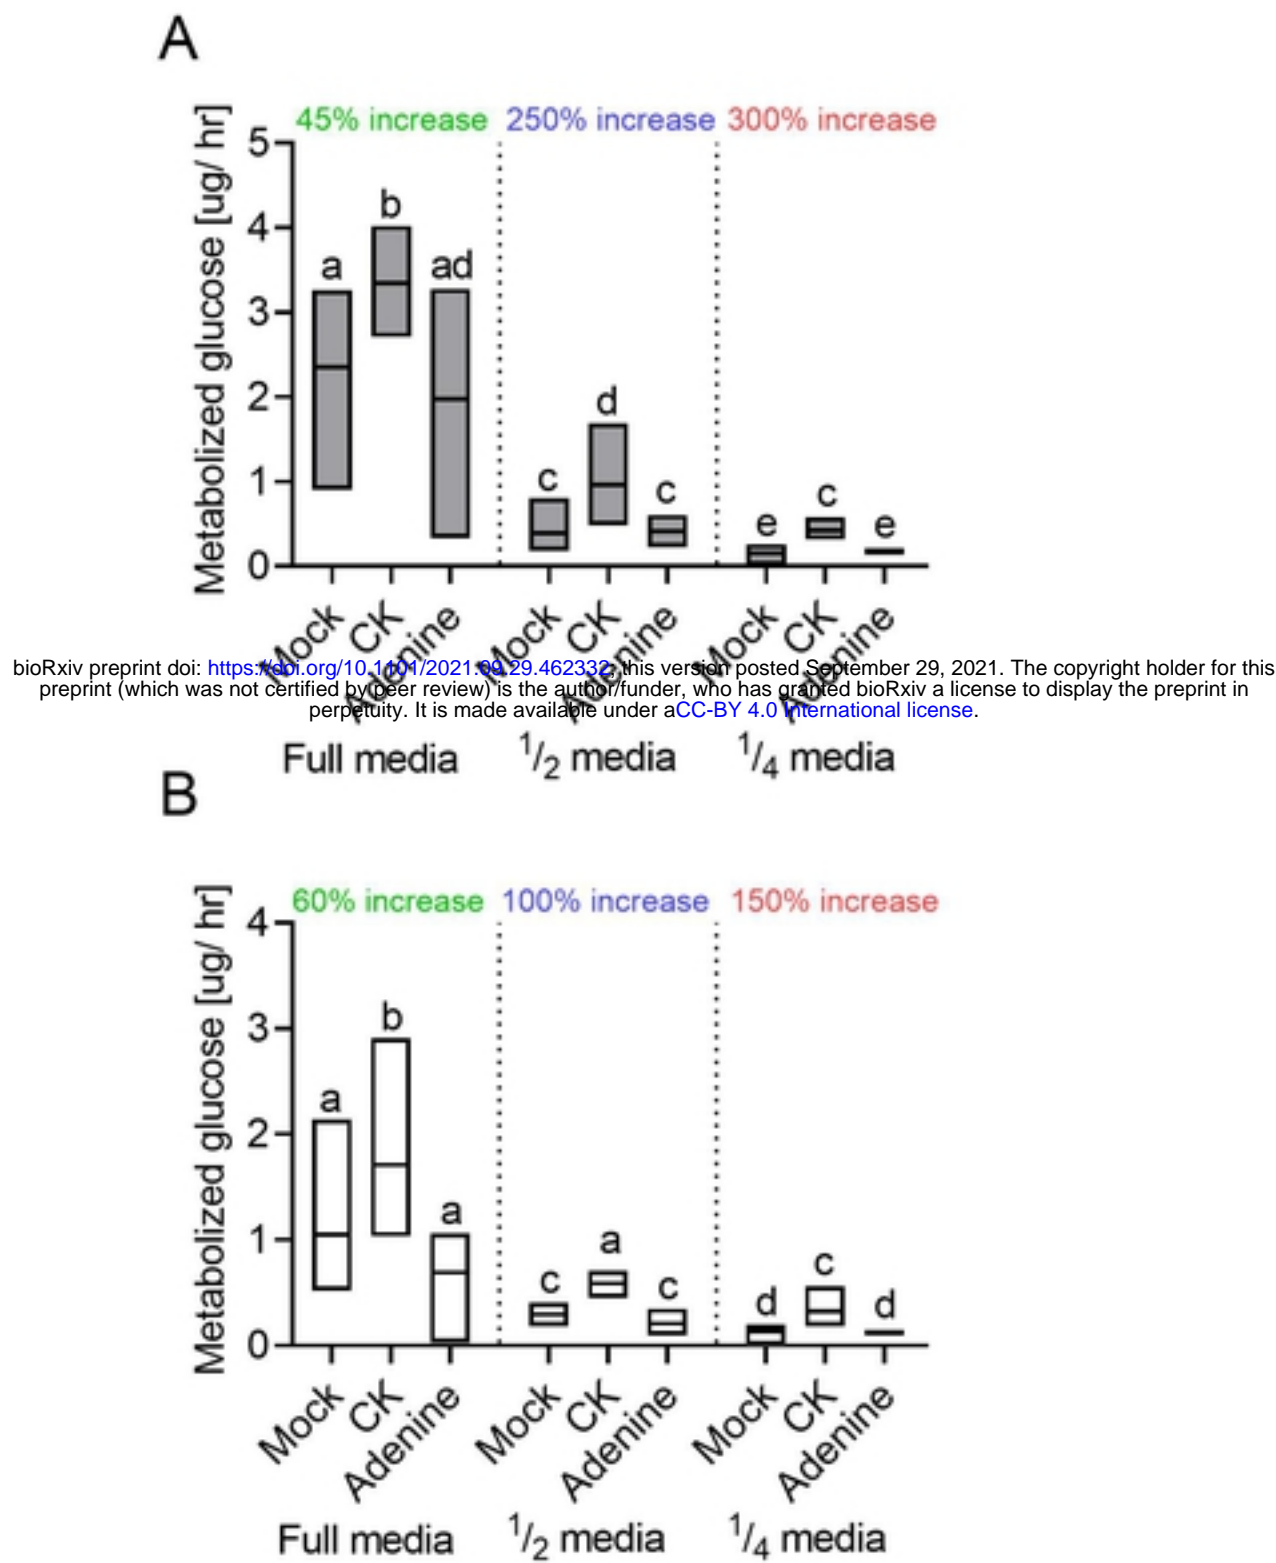 A
45% increase 250% increase 300% increase
Metabolized glucose [ug/ hr]
5
4
3
2
1
0
a b ad c d c e c e
Mock CK Adenine Mock CK Adenine Mock CK Adenine
bioRxiv preprint doi: https://doi.org/10.1101/2021.09.29.462332; this version posted September 29, 2021. The copyright holder for this
preprint (which was not certified by peer review) is the author/funder, who has granted bioRxiv a license to display the preprint in
perpetuity. It is made available under aCC-BY 4.0 International license.
Full media 1/2 media 1/4 media
B
60% increase 100% increase 150% increase
Metabolized glucose [ug/ hr]
4
3
2
1
0
a b a c a c d c d
Mock CK Adenine Mock CK Adenine Mock CK Adenine
Full media 1/2 media 1/4 media